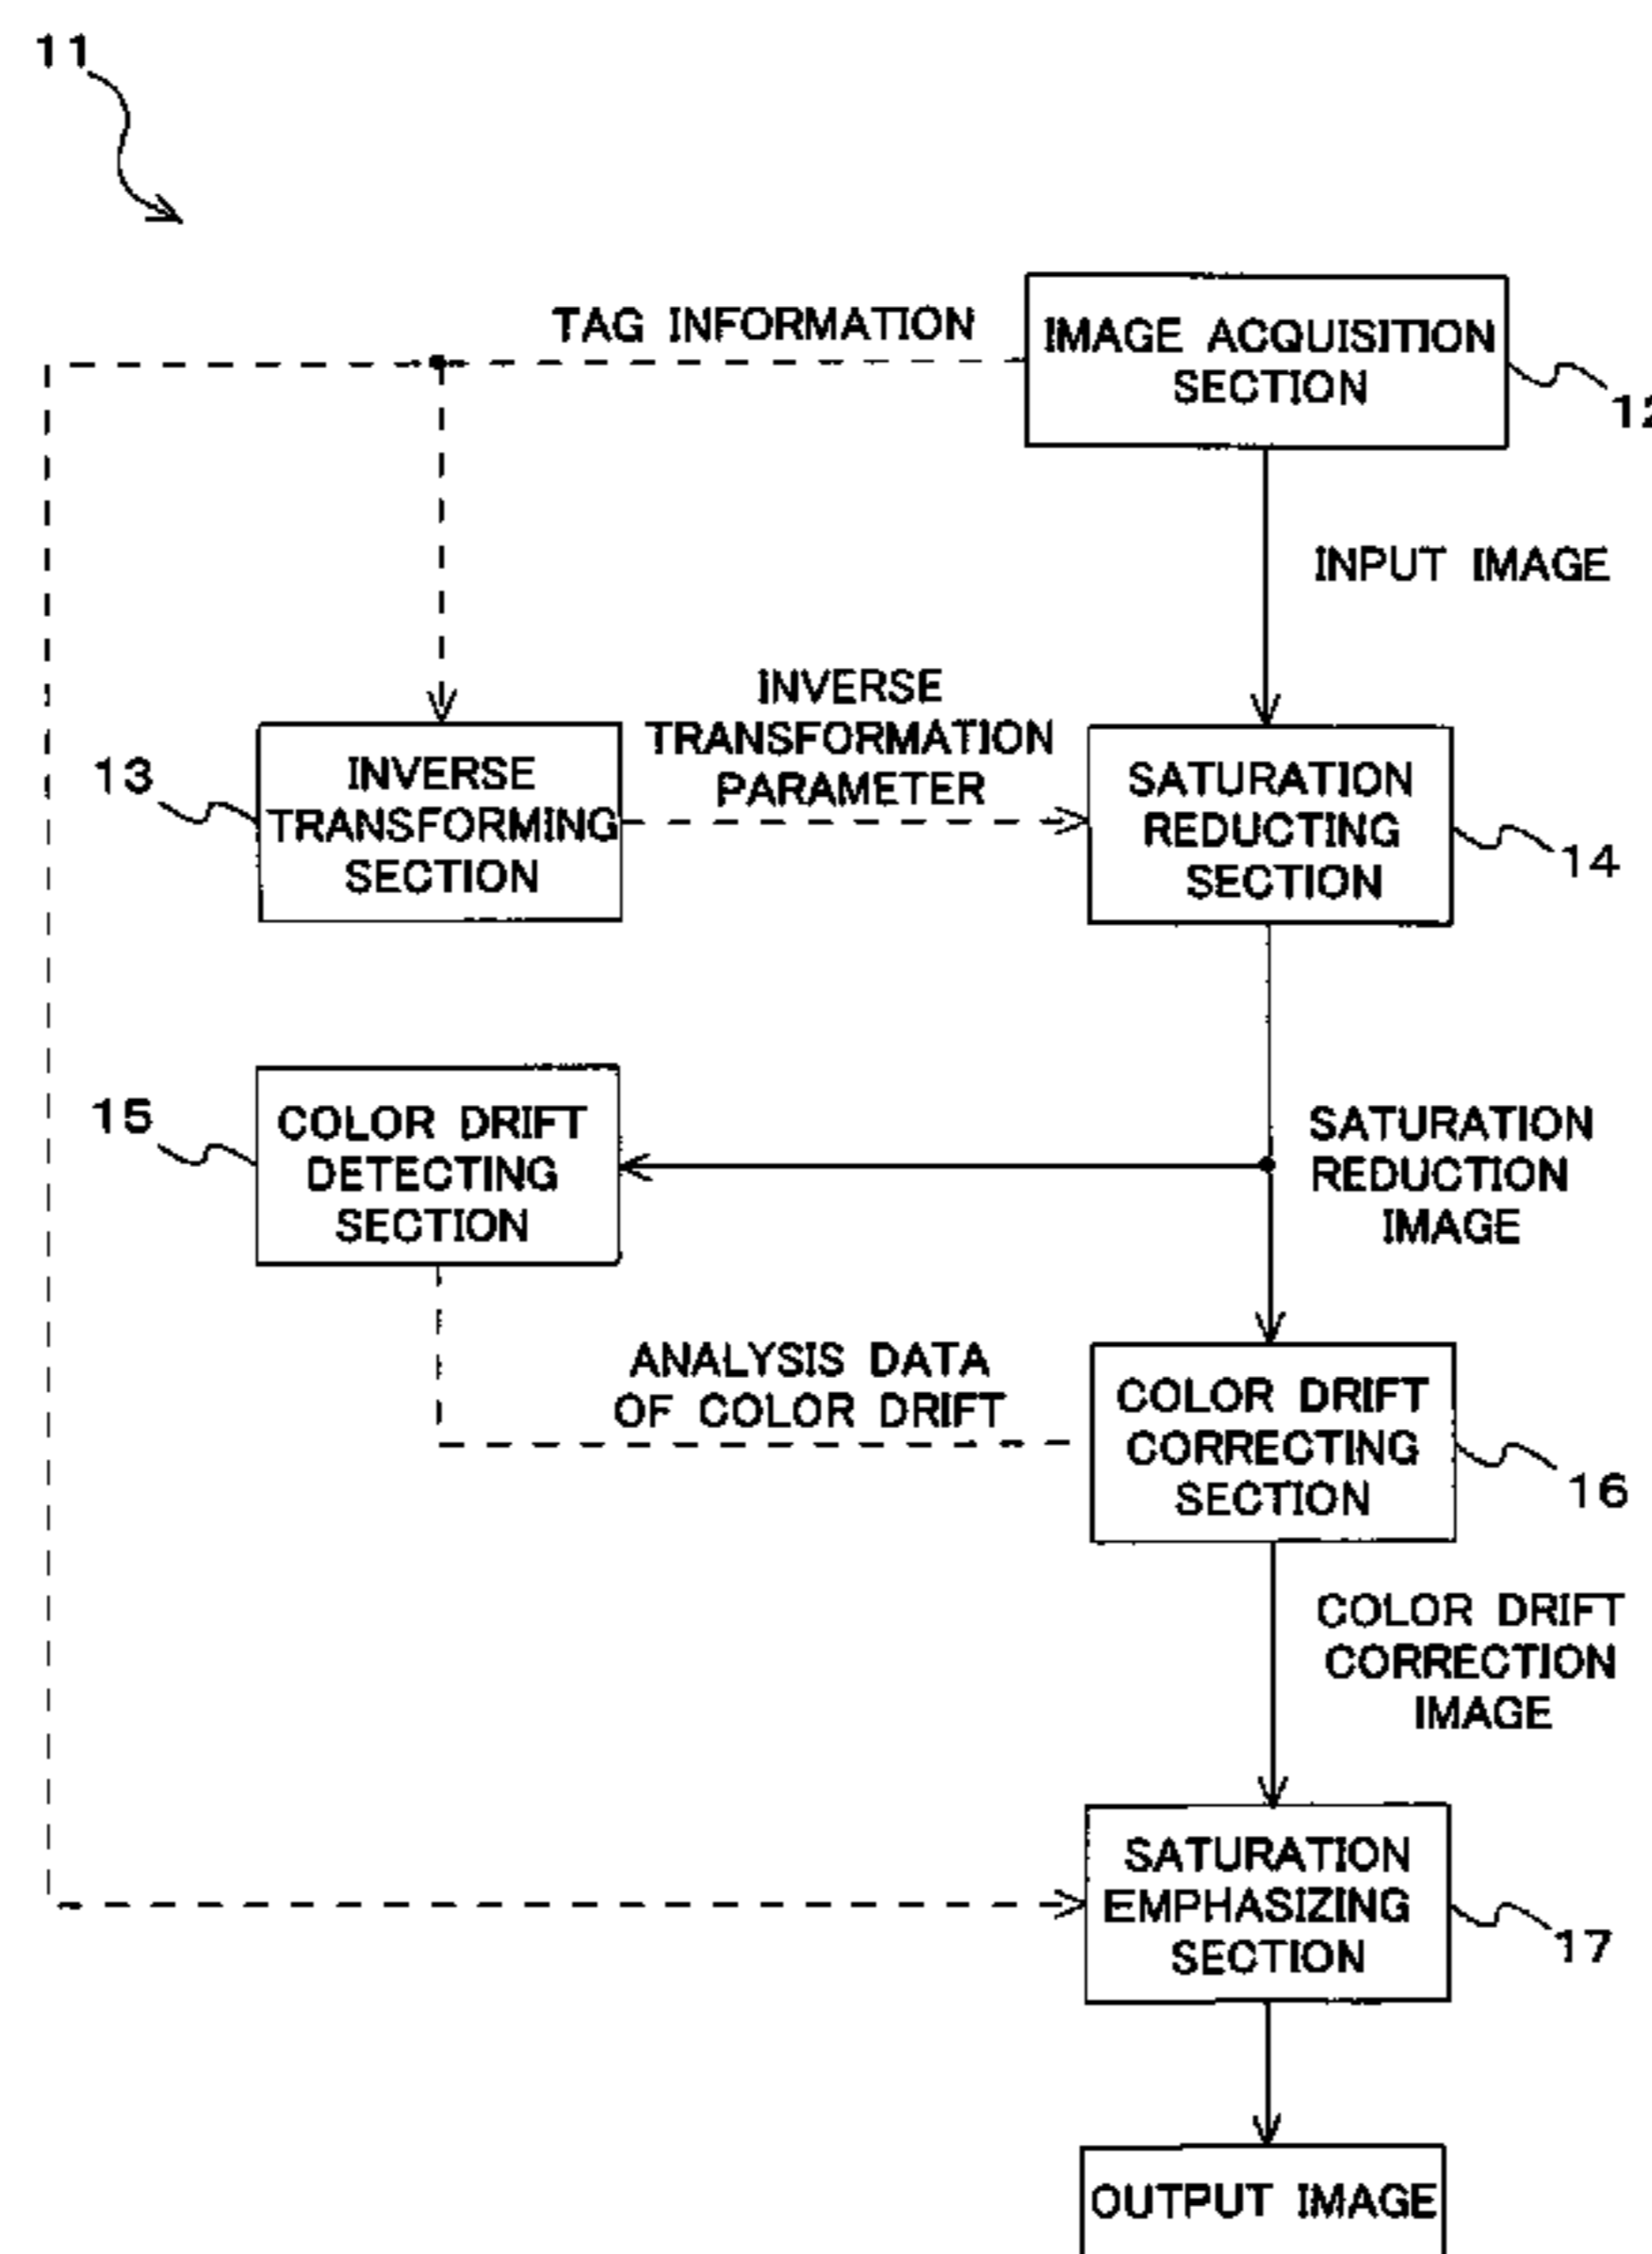 11
TAG INFORMATION
IMAGE ACQUISITION
SECTION
INPUT IMAGE
INVERSE
TRANSFORMATION
PARAMETER
13
INVERSE
TRANSFORMING
SECTION
SATURATION
REDUCTING
SECTION
14
15
COLOR DRIFT
DETECTING
SECTION
SATURATION
REDUCTION
IMAGE
ANALYSIS DATA
OF COLOR DRIFT
COLOR DRIFT
CORRECTING
SECTION
16
COLOR DRIFT
CORRECTION
IMAGE
SATURATION
EMPHASIZING
SECTION
17
OUTPUT IMAGE